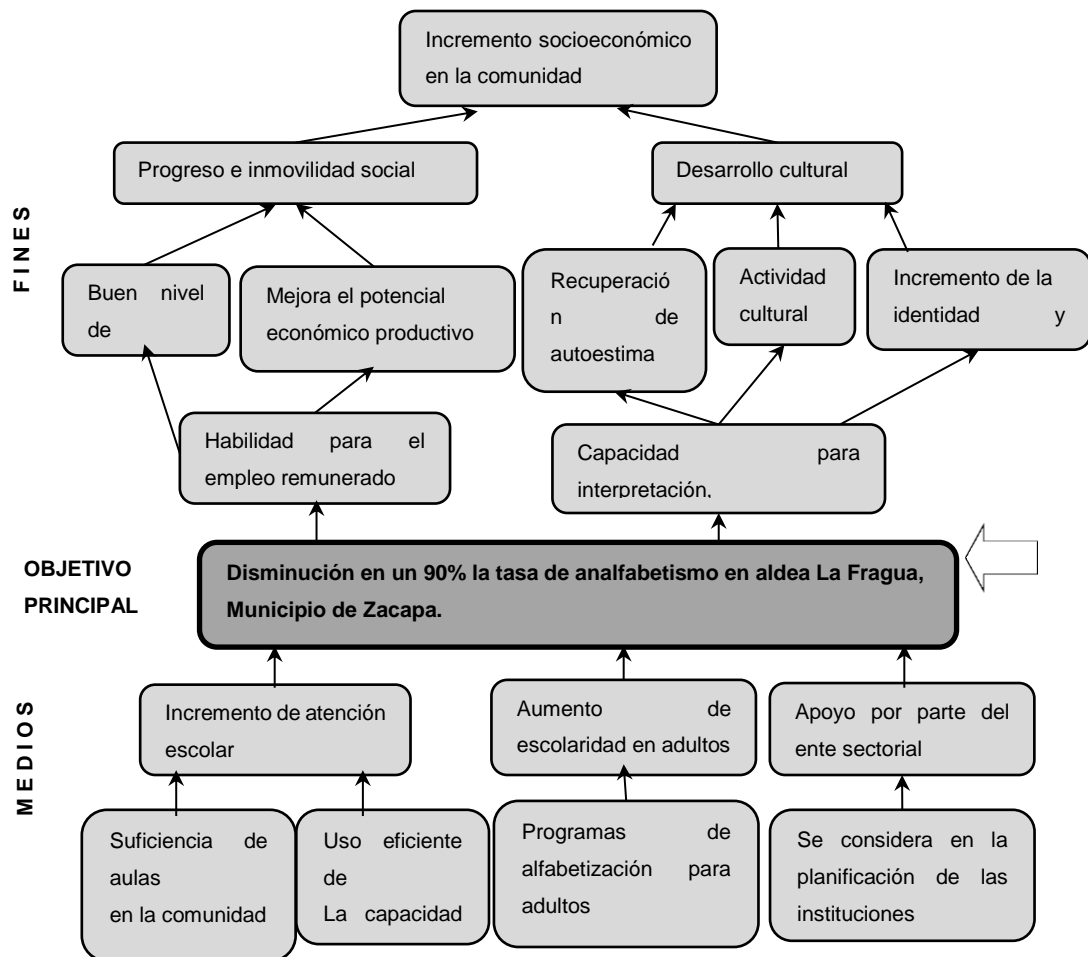 Incremento socioeconómico
en la comunidad
Progreso e inmovilidad social
Desarrollo cultural
FINES
Buen nivel
de
Mejora el potencial
económico productivo
Recuperació
n de
autoestima
Actividad
cultural
Incremento de la
identidad y
Habilidad para el
empleo remunerado
Capacidad para
interpretación,
OBJETIVO
PRINCIPAL
Disminución en un 90% la tasa de analfabetismo en aldea La Fragua,
Municipio de Zacapa.
MEDIOS
Incremento de atención
escolar
Aumento de
escolaridad en adultos
Apoyo por parte del
ente sectorial
Suficiencia de
aulas
en la comunidad
Uso eficiente
de
La capacidad
Programas de
alfabetización para
adultos
Se considera en la
planificación de las
instituciones